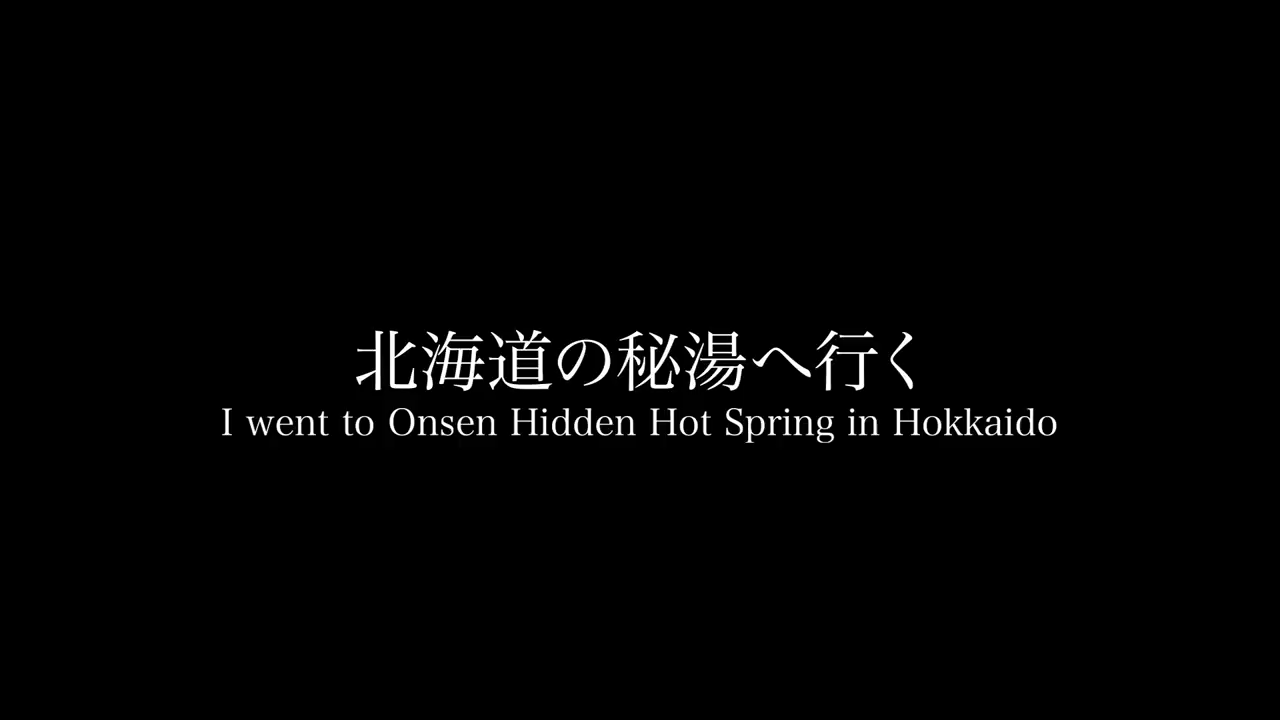 北海道の秘湯へ行く
I went to Onsen Hidden Hot Spring in Hokkaido